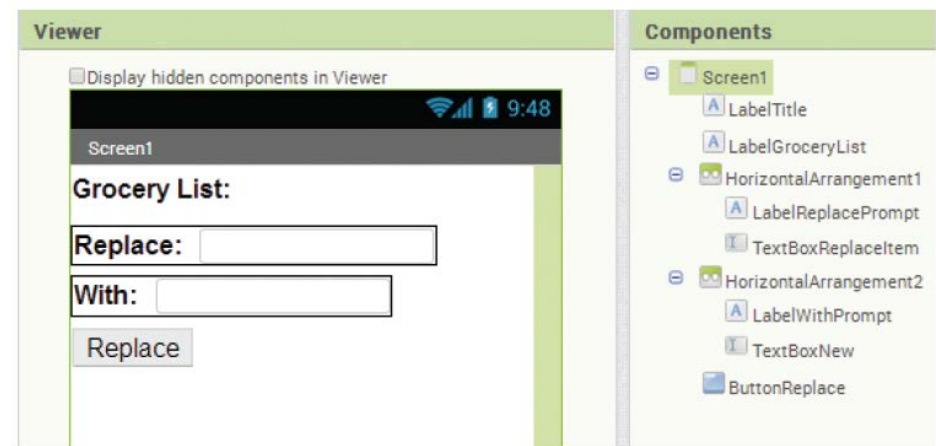 Viewer
Display hidden components in Viewer
9:48
Screen1
Grocery List:
Replace:
With:
Replace
Components
Screen1
A LabelTitle
A LabelGroceryList
HorizontalArrangement1
A LabelReplacePrompt
I TextBoxReplaceItem
HorizontalArrangement2
A LabelWithPrompt
I TextBoxNew
ButtonReplace